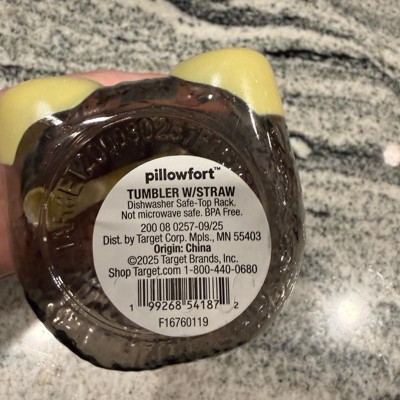 pillowfort™
TUMBLER W/STRAW
Dishwasher Safe-Top Rack.
Not microwave safe. BPA Free.
200 08 0257-09/25
Dist. by Target Corp. Mpls., MN 55403
Origin: China
©2025 Target Brands, Inc.
Shop Target.com 1-800-440-0680
1 99268 54187 2
F16760119